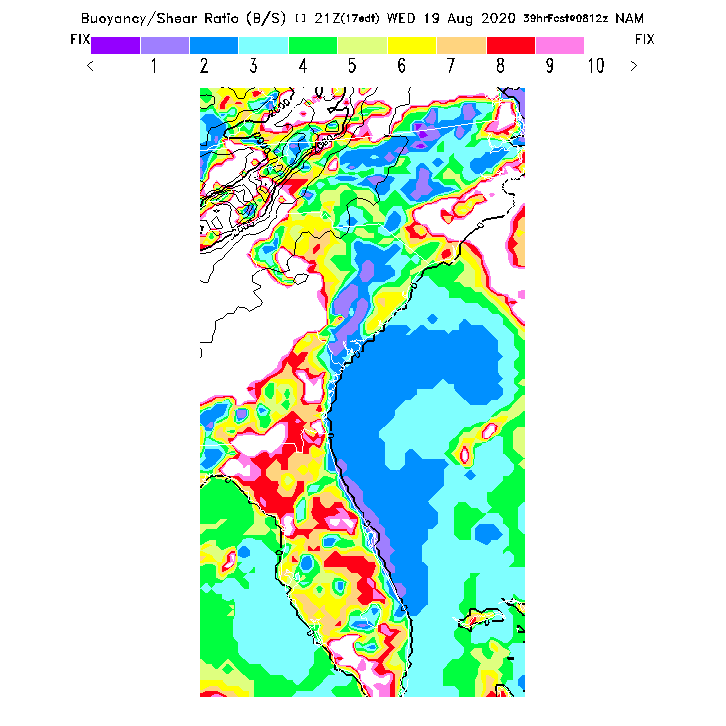 Buoyancy/Shear Ratio (B/S) [] 21Z(17edt) WED 19 Aug 2020 39hrFcst@0812z NAM
FIX FIX
< 1 2 3 4 5 6 7 8 9 10 >